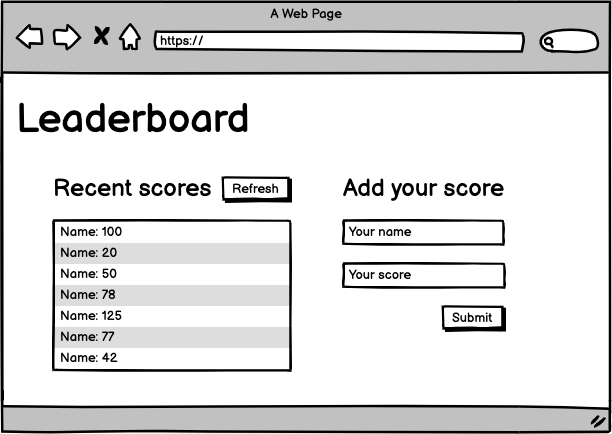 A Web Page
https://
Leaderboard
Recent scores
Refresh
Name: 100
Name: 20
Name: 50
Name: 78
Name: 125
Name: 77
Name: 42
Add your score
Your name
Your score
Submit